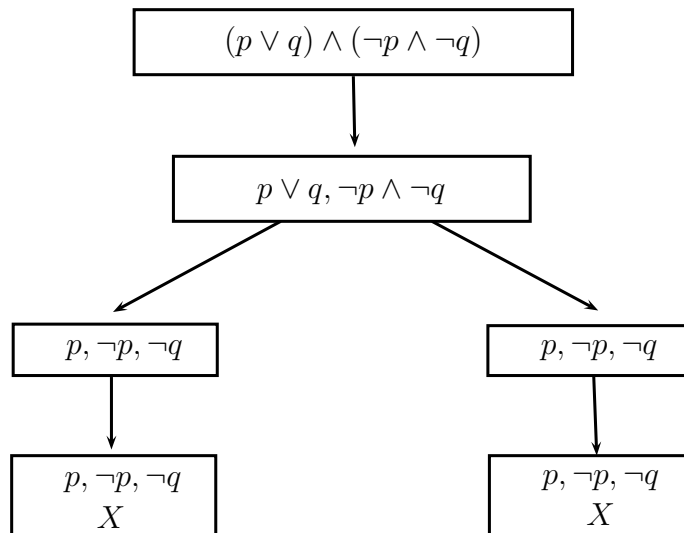 (p ∨ q) ∧ (¬p ∧ ¬q)
p ∨ q, ¬p ∧ ¬q
p, ¬p, ¬q
p, ¬p, ¬q
p, ¬p, ¬q
X
p, ¬p, ¬q
X